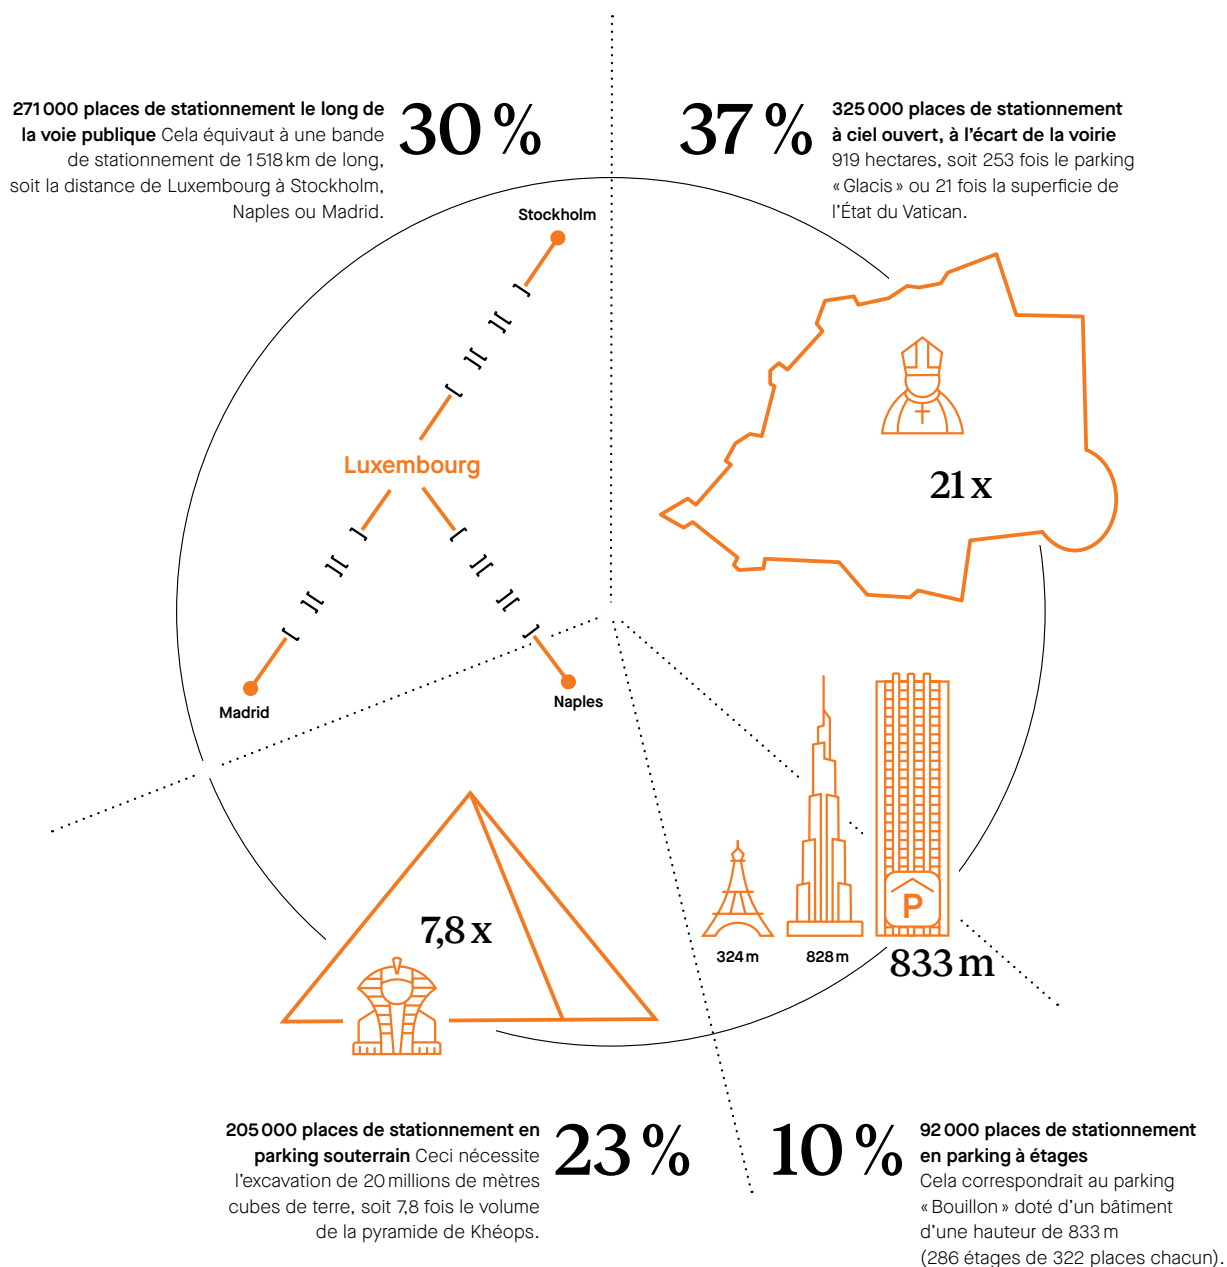 271 000 places de stationnement le long de
la voie publique Cela équivaut à une bande
de stationnement de 1 518 km de long,
soit la distance de Luxembourg à Stockholm,
Naples ou Madrid.
30 %
37 %
325 000 places de stationnement
à ciel ouvert, à l’écart de la voirie
919 hectares, soit 253 fois le parking
« Glacis » ou 21 fois la superficie de
l’État du Vatican.
Stockholm
Luxembourg
Madrid
Naples
21 x
7,8 x
P
324 m
828 m
833 m
205 000 places de stationnement en
parking souterrain Ceci nécessite
l’excavation de 20 millions de mètres
cubes de terre, soit 7,8 fois le volume
de la pyramide de Khéops.
23 %
10 %
92 000 places de stationnement
en parking à étages
Cela correspondrait au parking
« Bouillon » doté d’un bâtiment
d’une hauteur de 833 m
(286 étages de 322 places chacun).